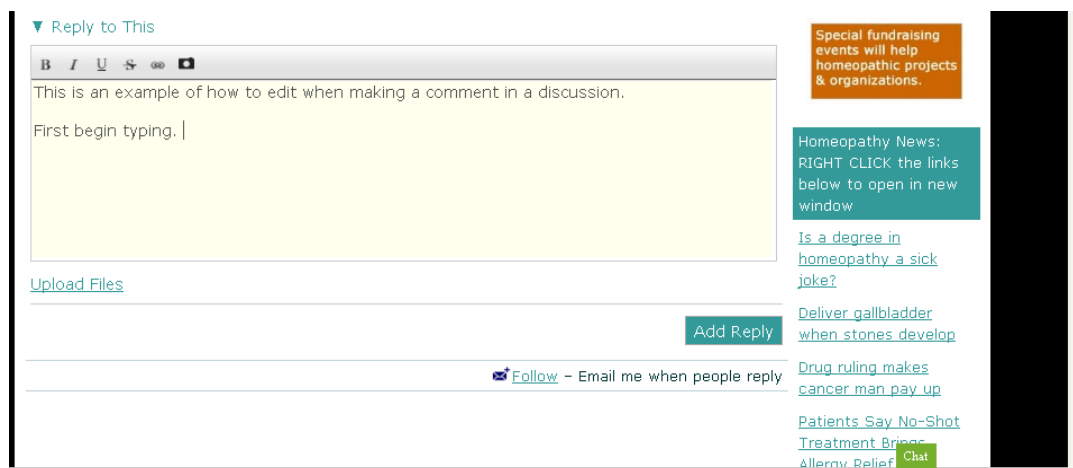 ▼ Reply to This
B I U S
This is an example of how to edit when making a comment in a discussion.
First begin typing.
Upload Files
Add Reply
Follow – Email me when people reply
Special fundraising
events will help
homeopathic projects
& organizations.
Homeopathy News:
RIGHT CLICK the links
below to open in new
window
Is a degree in
homeopathy a sick
joke?
Deliver gallbladder
when stones develop
Drug ruling makes
cancer man pay up
Patients Say No-Shot
Treatment Brings
Allergy Relief
Chat